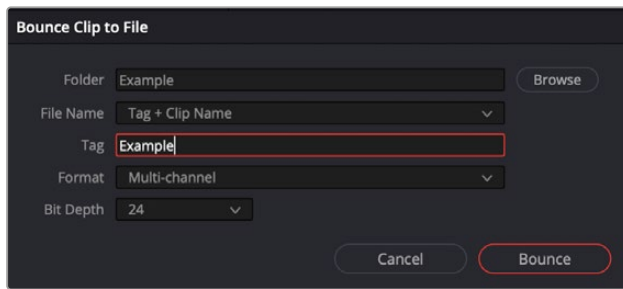 Bounce Clip to File
Folder Example Browse
File Name Tag + Clip Name
Tag Example
Format Multi-channel
Bit Depth 24
Cancel Bounce